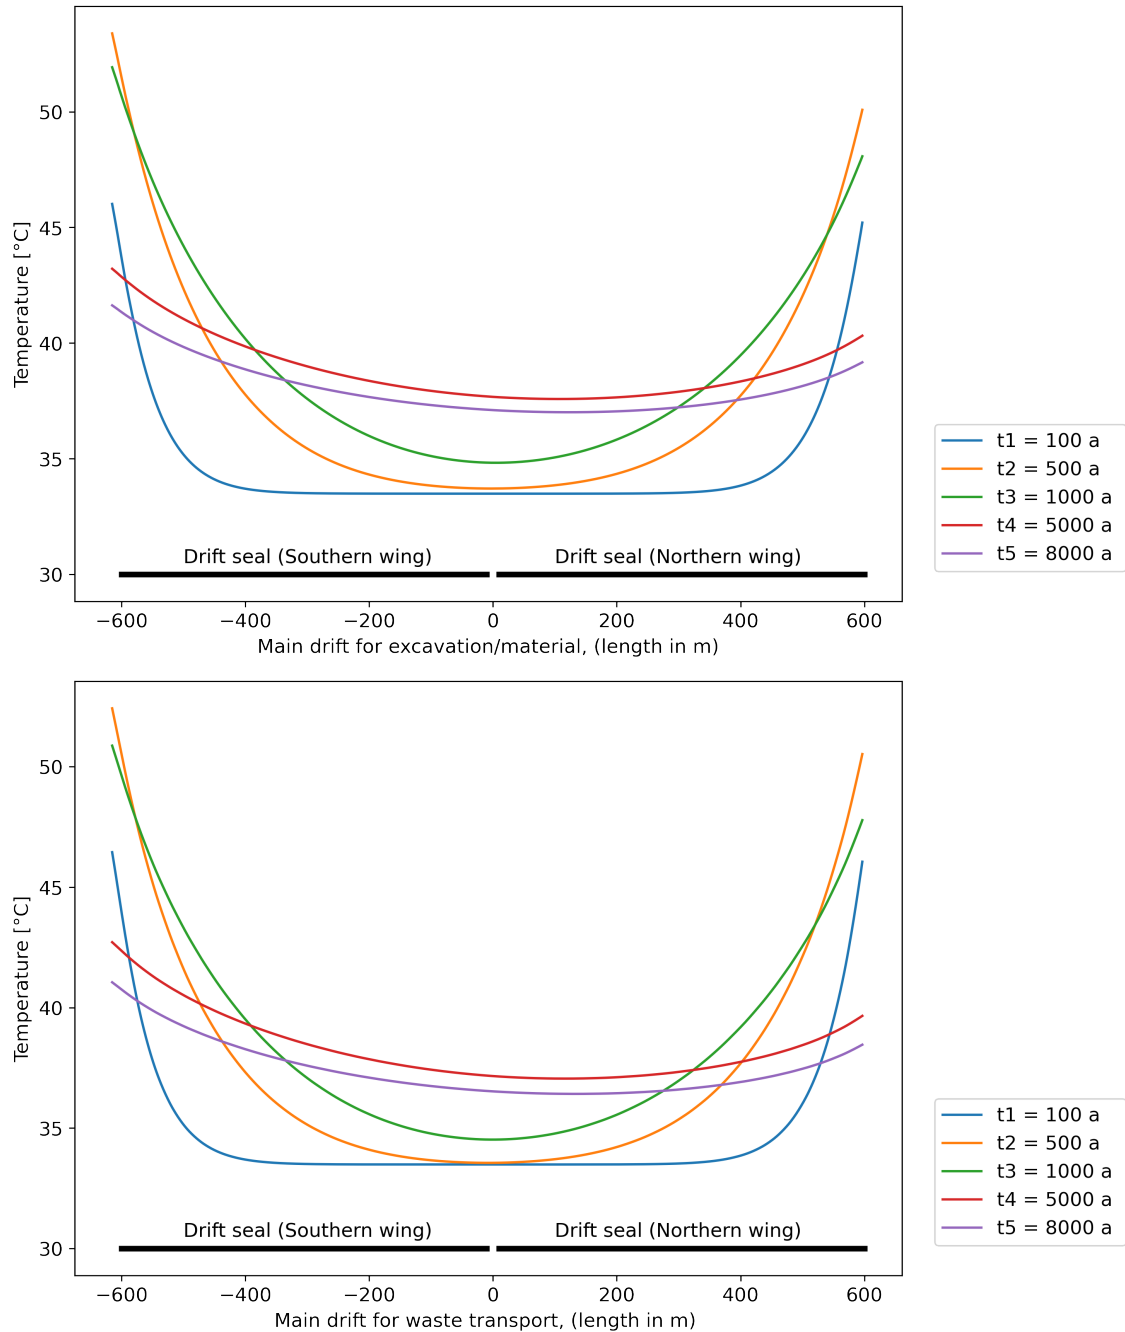 50
45
40
35
30
Temperature [°C]
Drift seal (Southern wing) Drift seal (Northern wing)
−600 −400 −200 0 200 400 600
Main drift for excavation/material, (length in m)
t1 = 100 a
t2 = 500 a
t3 = 1000 a
t4 = 5000 a
t5 = 8000 a
50
45
40
35
30
Temperature [°C]
Drift seal (Southern wing) Drift seal (Northern wing)
−600 −400 −200 0 200 400 600
Main drift for waste transport, (length in m)
t1 = 100 a
t2 = 500 a
t3 = 1000 a
t4 = 5000 a
t5 = 8000 a